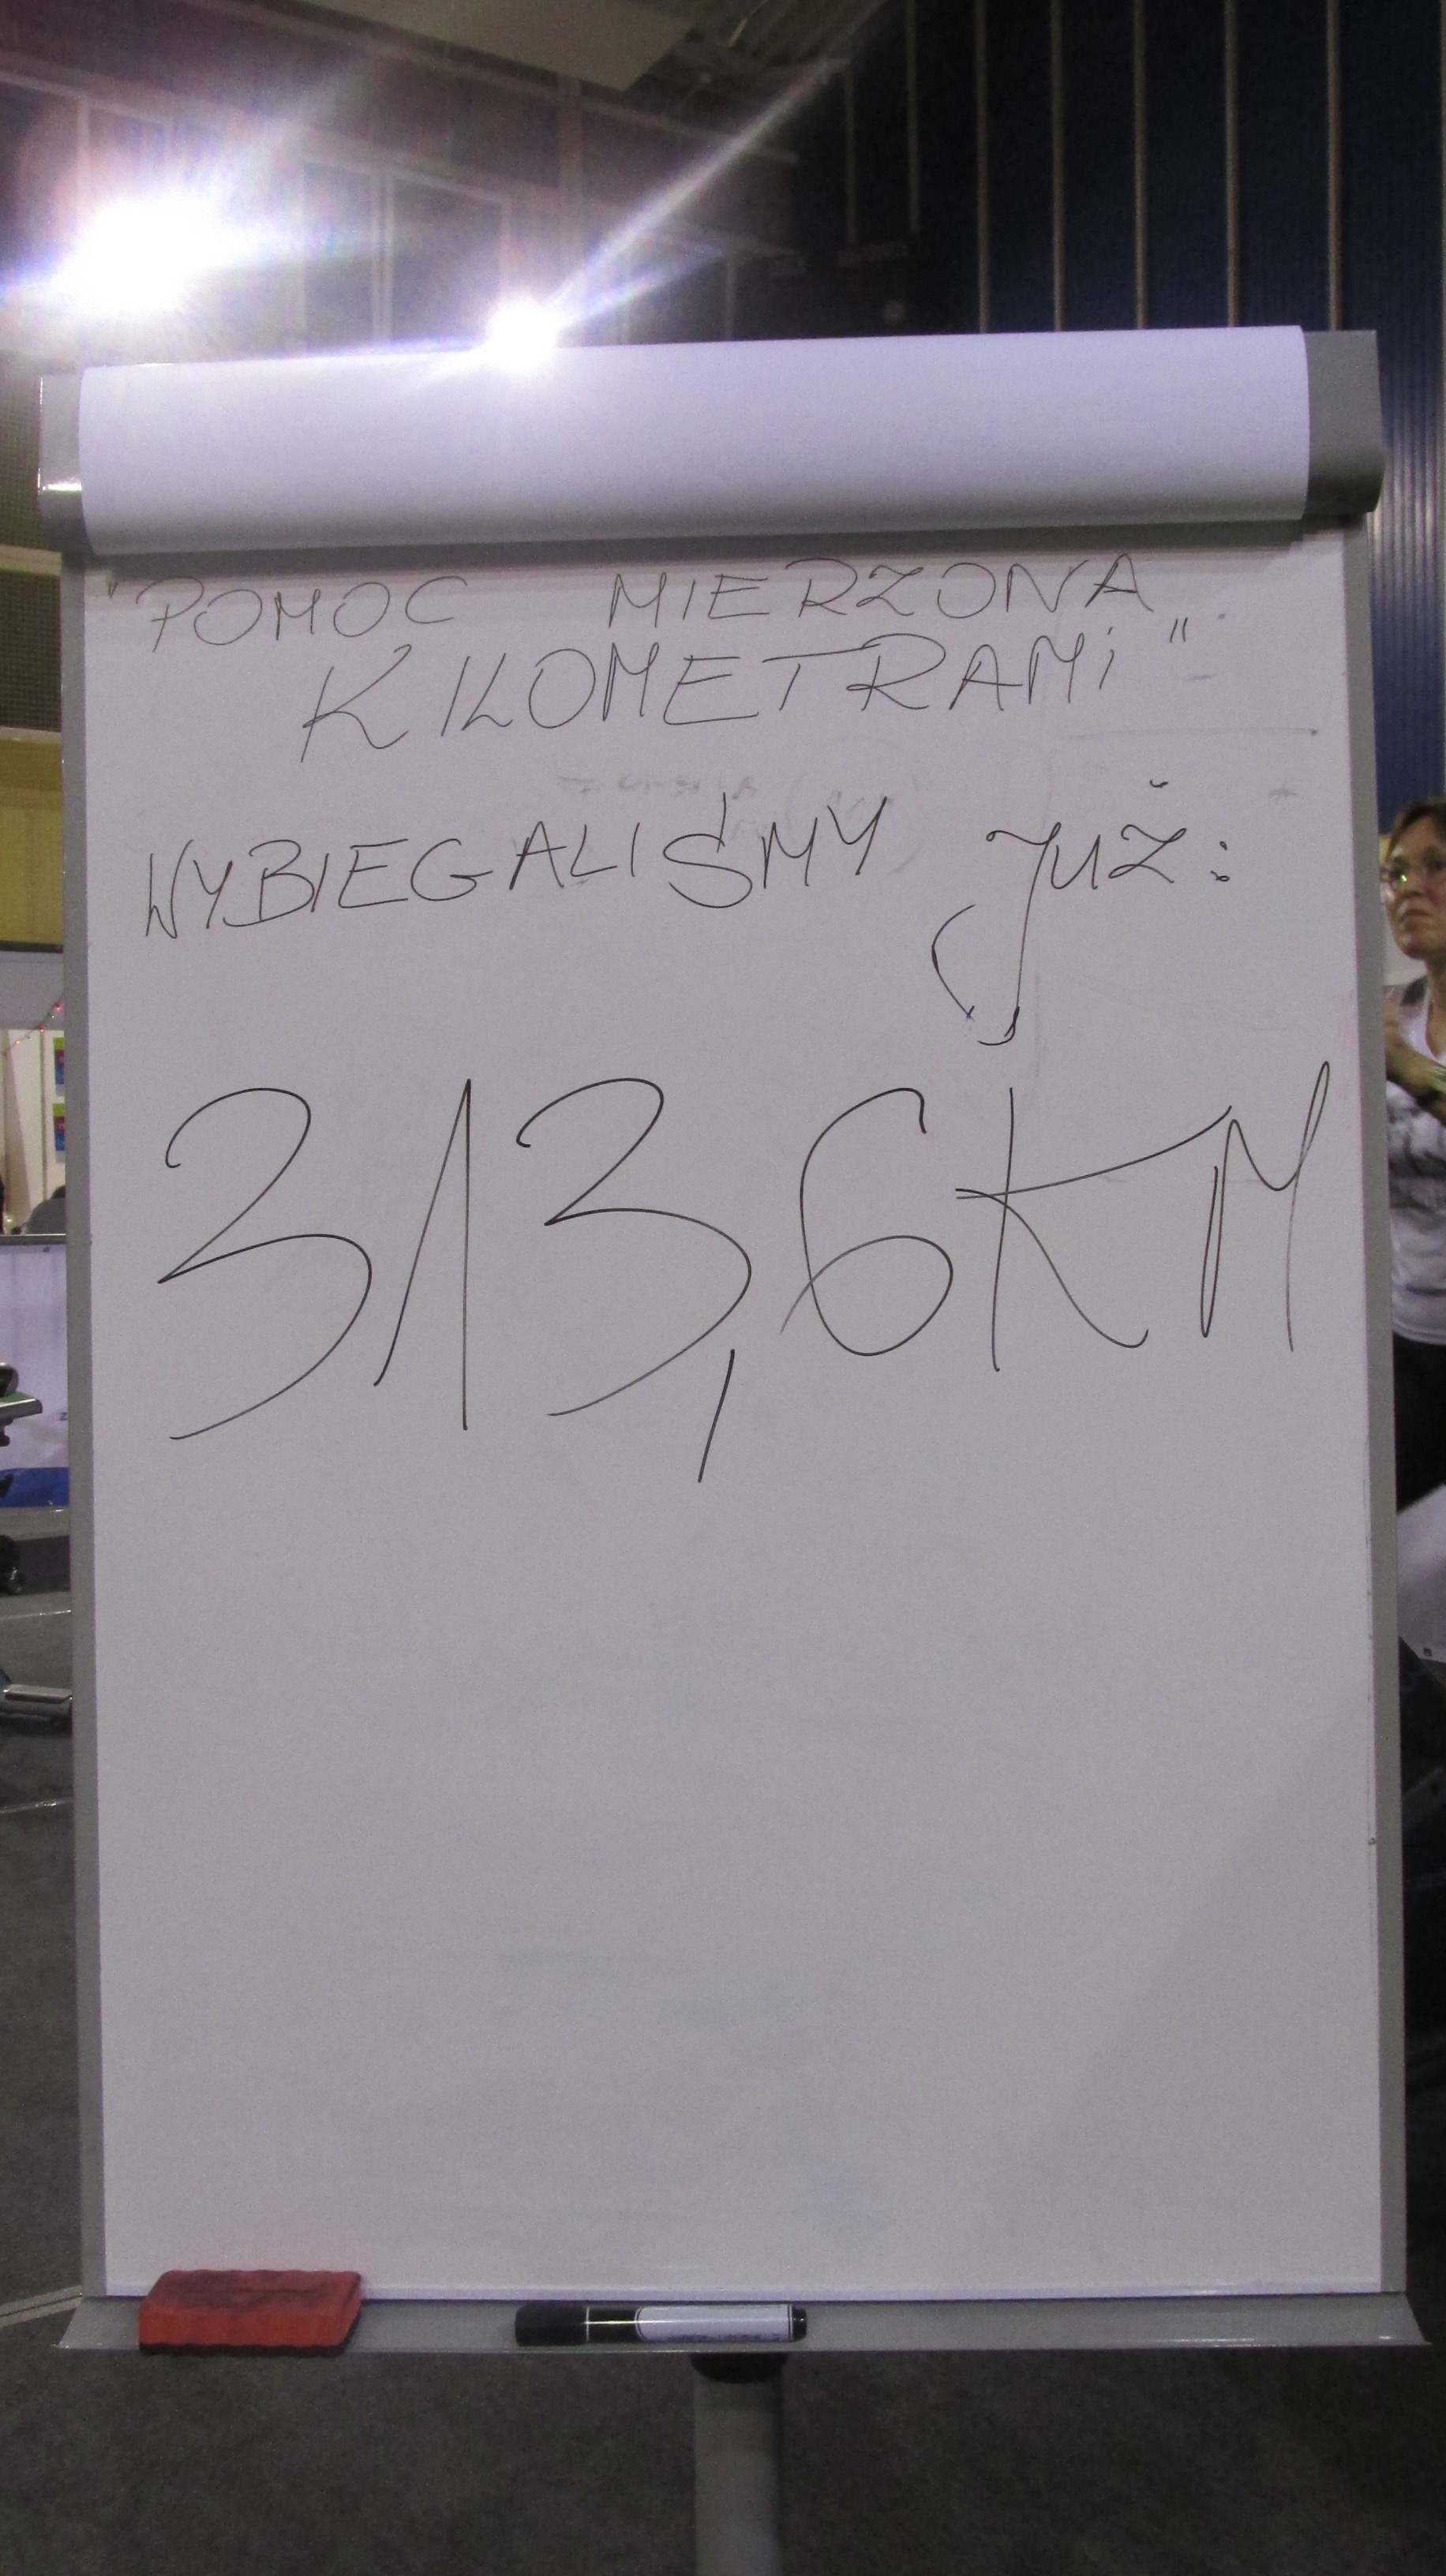 "POMOC MIERZONA
KILOMETRAMi"
WYBIEGALIŚMY JUŻ:
313,6KM